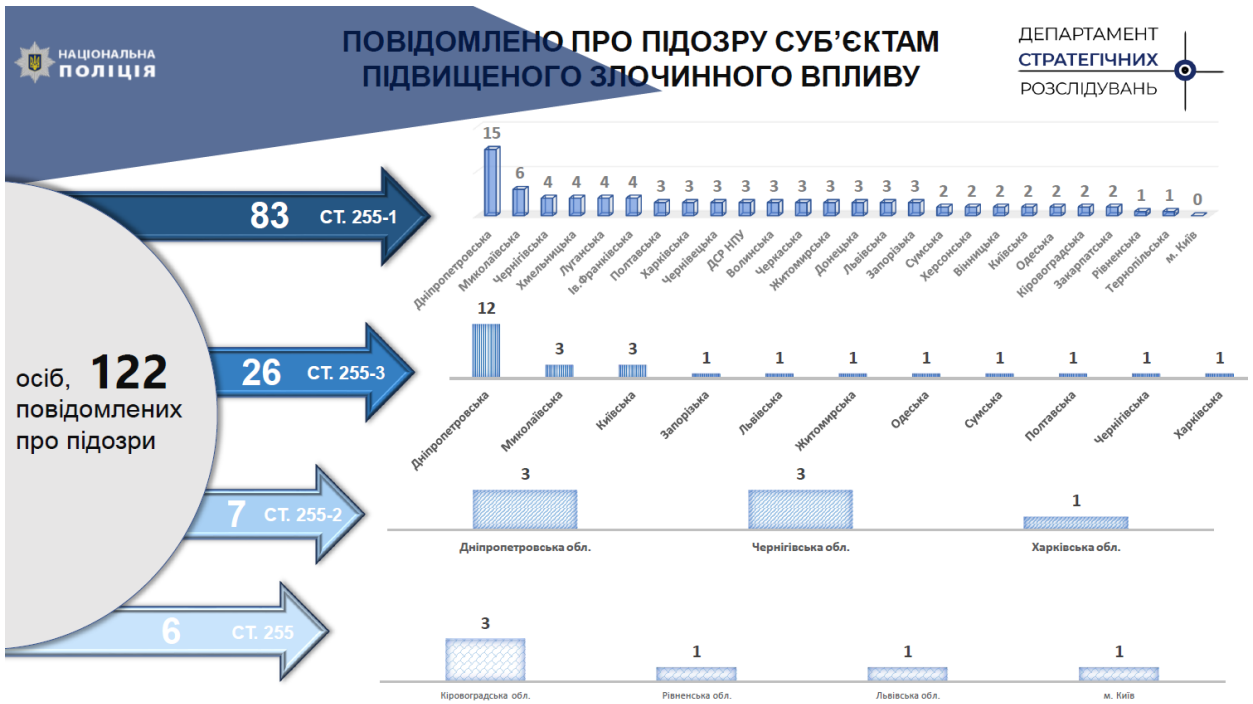 НАЦІОНАЛЬНА
ПОЛІЦІЯ
ПОВІДОМЛЕНО ПРО ПІДОЗРУ СУБ’ЄКТАМ
ПІДВИЩЕНОГО ЗЛОЧИННОГО ВПЛИВУ
ДЕПАРТАМЕНТ
СТРАТЕГІЧНИХ
РОЗСЛІДУВАНЬ
осіб, 122
повідомлених
про підозри
83 СТ. 255-1
15 6 4 4 4 4 3 3 3 3 3 3 3 3 3 3 2 2 2 2 2 2 2 1 1 0
Дніпропетровська
Миколаївська
Чернігівська
Хмельницька
Луганська
Ів.Франківська
Полтавська
Харківська
Чернівецька
ДСР НПУ
Волинська
Черкаська
Житомирська
Донецька
Львівська
Запорізька
Сумська
Херсонська
Вінницька
Київська
Одеська
Кіровоградська
Закарпатська
Рівненська
Тернопільська
м. Київ
26 СТ. 255-3
12 3 3 1 1 1 1 1 1 1 1
Дніпропетровська
Миколаївська
Київська
Запорізька
Львівська
Житомирська
Одеська
Сумська
Полтавська
Чернігівська
Харківська
7 СТ. 255-2
3 3 1
Дніпропетровська обл. Чернігівська обл. Харківська обл.
6 СТ. 255
3 1 1 1
Кіровоградська обл. Рівненська обл. Львівська обл. м. Київ